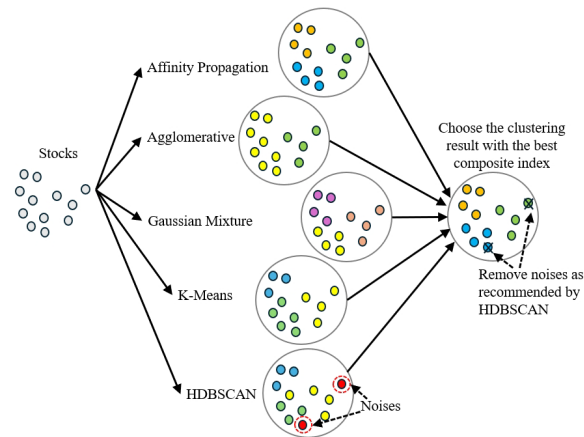 Stocks
Affinity Propagation
Agglomerative
Gaussian Mixture
K-Means
HDBSCAN
Noises
Choose the clustering
result with the best
composite index
Remove noises as
recommended by
HDBSCAN